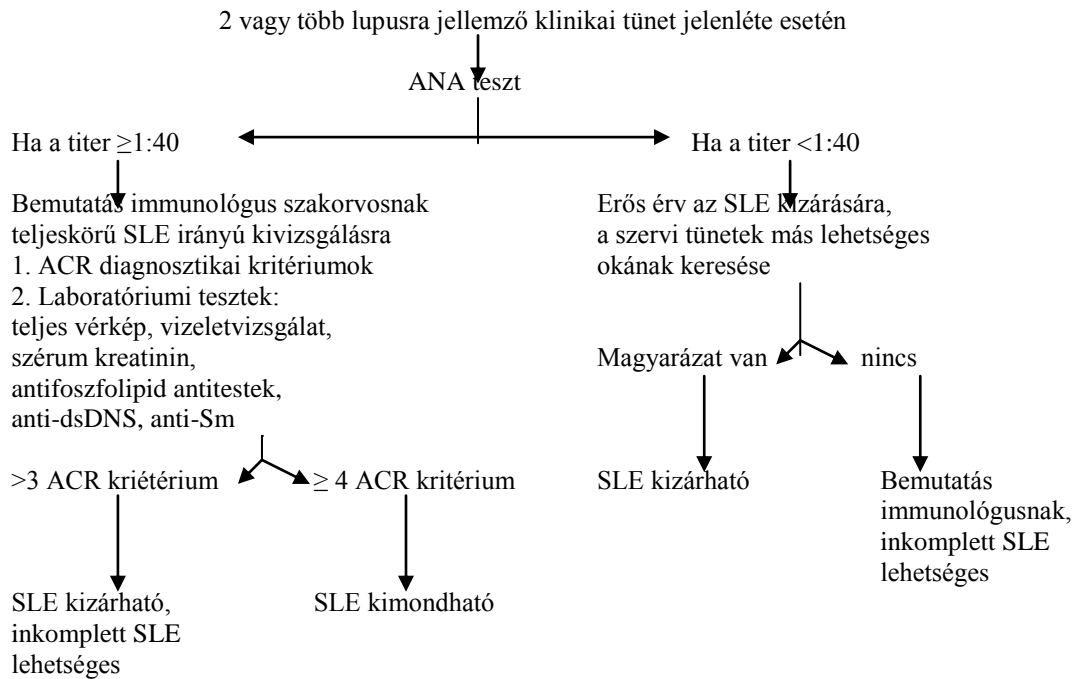 2 vagy több lupusra jellemző klinikai tünet jelenléte esetén
ANA teszt
Ha a titer ≥1:40
Ha a titer <1:40
Bemutatás immunológus szakorvosnak
teljeskörű SLE irányú kivizsgálásra
1. ACR diagnosztikai kritériumok
2. Laboratóriumi tesztek:
teljes vérkép, vizeletvizsgálat,
szérum kreatinin,
antifoszfolipid antitestek,
anti-dsDNS, anti-Sm
Erős érv az SLE kizárására,
a szervi tünetek más lehetséges
okának keresése
Magyarázat van
nincs
>3 ACR kriétérium
≥ 4 ACR kritérium
SLE kizárható
Bemutatás
immunológusnak,
inkomplett SLE
lehetséges
SLE kizárható,
inkomplett SLE
lehetséges
SLE kimondható